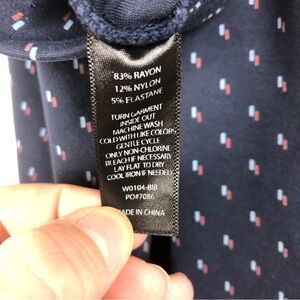 83% RAYON
12% NYLON
5% ELASTANE
TURN GARMENT
INSIDE OUT
MACHINE WASH
COLD WITH LIKE COLORS
GENTLE CYCLE
ONLY NON-CHLORINE
BLEACH IF NECESSARY
LAY FLAT TO DRY
COOL IRON IF NEEDED
W0104-BIB
PO#7086
MADE IN CHINA